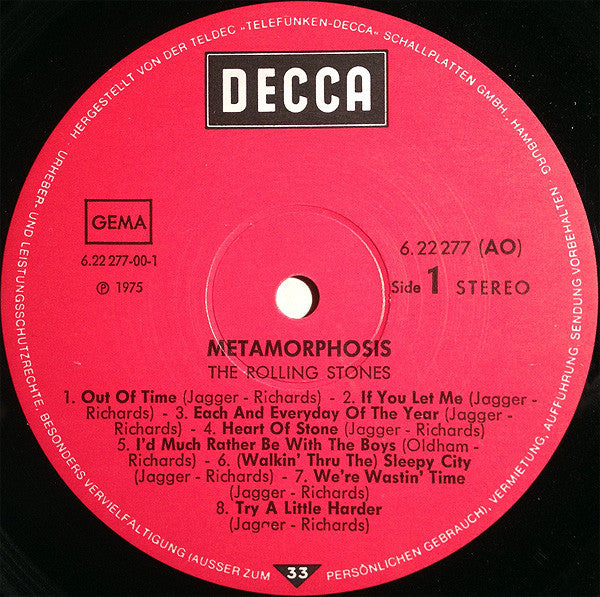 HERGESTELLT VON DER TELDEC »TELEFUNKEN-DECCA« SCHALLPLATTEN GMBH., HAMBURG · SENDUNG VORBEHALTEN
URHEBER- UND LEISTUNGSSCHUTZRECHTE, BESONDERS VERVIELFÄLTIGUNG (AUSSER ZUM PERSÖNLICHEN GEBRAUCH), VERMIETUNG, AUFFÜHRUNG,
DECCA
GEMA
6.22 277-00-1
℗ 1975
6.22277 (AO)
Side 1 STEREO
METAMORPHOSIS
THE ROLLING STONES
1. Out Of Time (Jagger - Richards) - 2. If You Let Me (Jagger -
Richards) - 3. Each And Everyday Of The Year (Jagger -
Richards) - 4. Heart Of Stone (Jagger - Richards)
5. I'd Much Rather Be With The Boys (Oldham -
Richards) - 6. (Walkin' Thru The) Sleepy City
(Jagger - Richards) - 7. We're Wastin' Time
(Jagger - Richards)
8. Try A Little Harder
(Jagger - Richards)
33